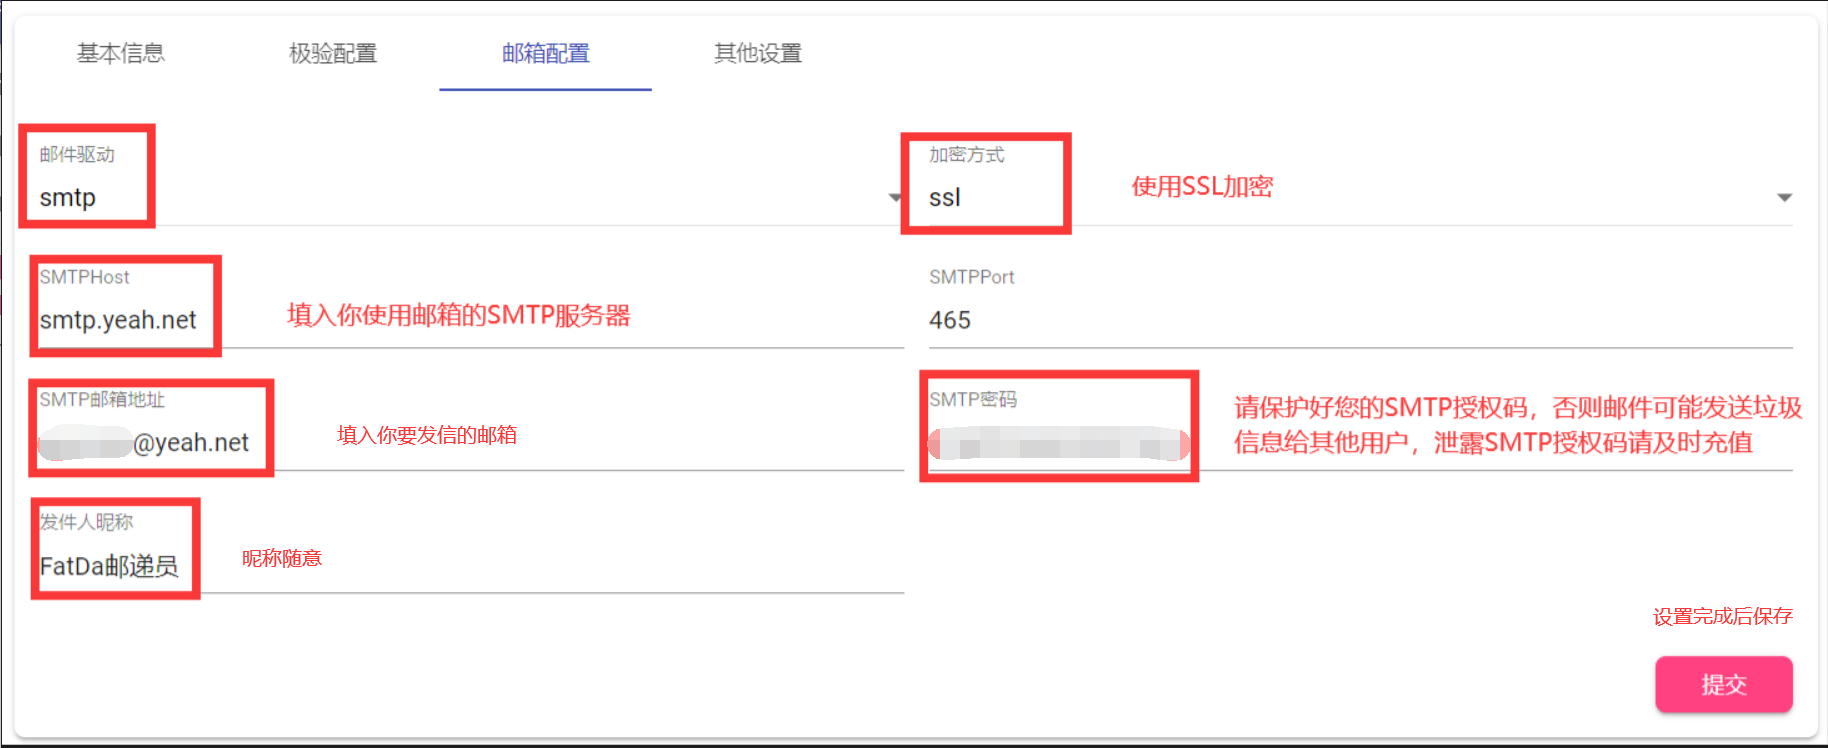 基本信息
极验配置
邮箱配置
其他设置
邮件驱动
smtp
加密方式
ssl
使用SSL加密
SMTPHost
smtp.yeah.net
填入你使用邮箱的SMTP服务器
SMTPPort
465
SMTP邮箱地址
@yeah.net
填入你要发信的邮箱
SMTP密码
请保护好您的SMTP授权码，否则邮件可能发送垃圾
信息给其他用户，泄露SMTP授权码请及时充值
发件人昵称
FatDa邮递员
昵称随意
设置完成后保存
提交